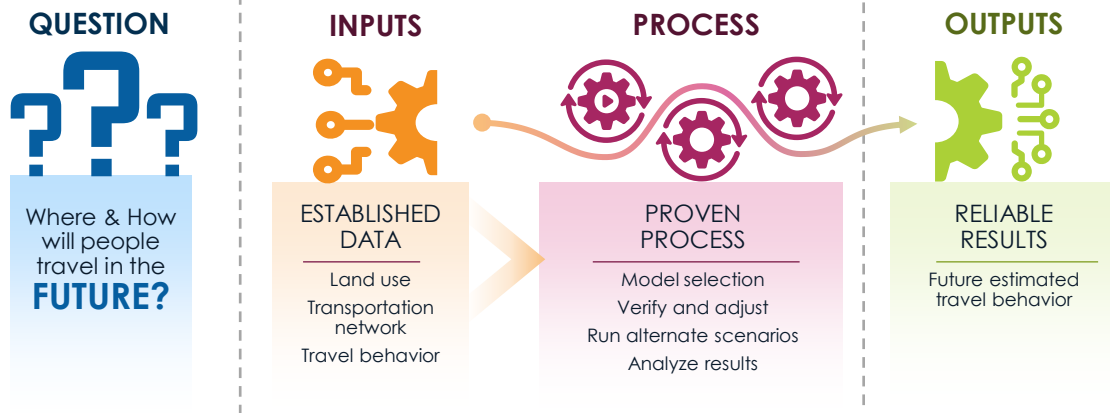 QUESTION
Where & How
will people
travel in the
FUTURE?
INPUTS
ESTABLISHED
DATA
Land use
Transportation
network
Travel behavior
PROCESS
PROVEN
PROCESS
Model selection
Verify and adjust
Run alternate scenarios
Analyze results
OUTPUTS
RELIABLE
RESULTS
Future estimated
travel behavior